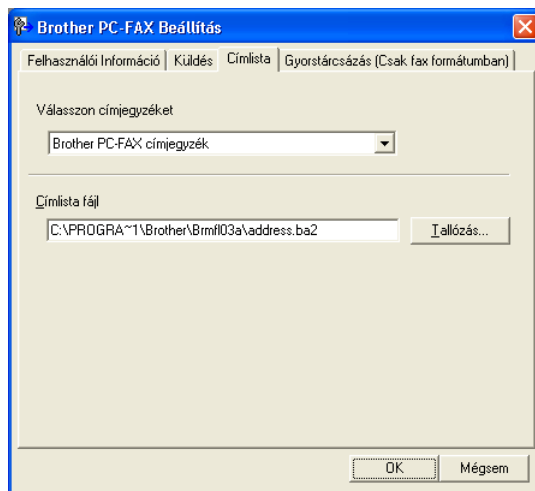 Brother PC-FAX Beállítás
Felhasználói Információ Küldés Címlista Gyorstárcsázás (Csak fax formátumban)
Válasszon címjegyzéket
Brother PC-FAX címjegyzék
Címlista fájl
C:\PROGRA~1\Brother\Brmfl03a\address.ba2 Tallózás...
OK Mégsem